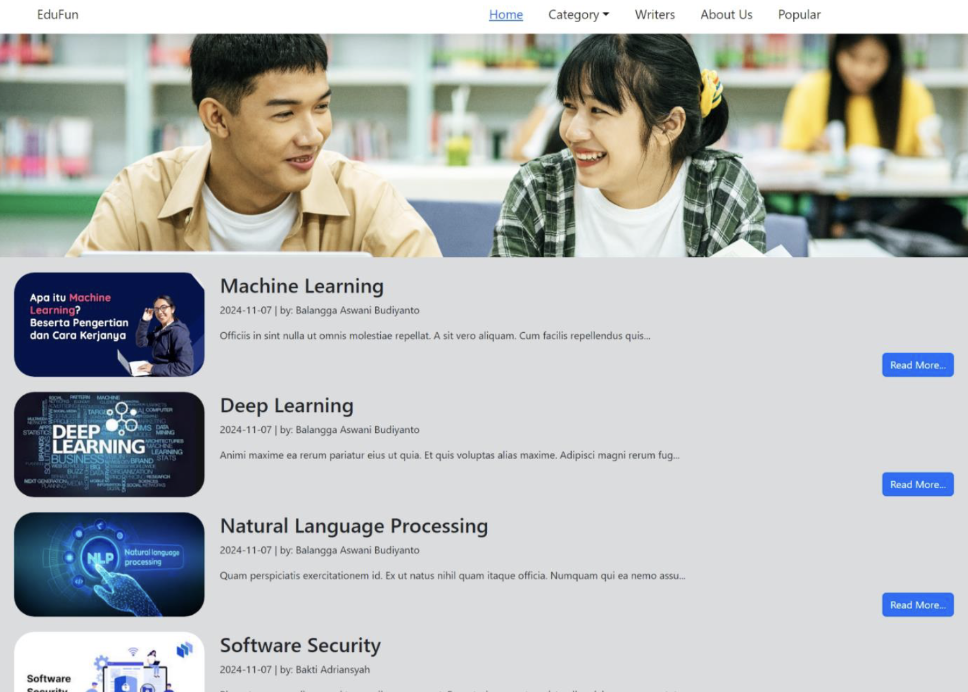 EduFun Home Category Writers About Us Popular
Apa itu Machine
Learning?
Beserta Pengertian
dan Cara Kerjanya
Machine Learning
2024-11-07 | by: Balangga Aswani Budiyanto
Officiis in sint nulla ut omnis molestiae repellat. A sit vero aliquam. Cum facilis repellendus quis...
Read More...
DEEP
LEARNING
BUSINESS
Deep Learning
2024-11-07 | by: Balangga Aswani Budiyanto
Animi maxime ea rerum pariatur eius ut quia. Et quis voluptas alias maxime. Adipisci magni rerum fug...
Read More...
NLP
Natural language
processing
Natural Language Processing
2024-11-07 | by: Balangga Aswani Budiyanto
Quam perspiciatis exercitationem id. Ex ut natus nihil quam itaque officia. Numquam qui ea nemo assu...
Read More...
Software
Security
Software Security
2024-11-07 | by: Bakti Adriansyah